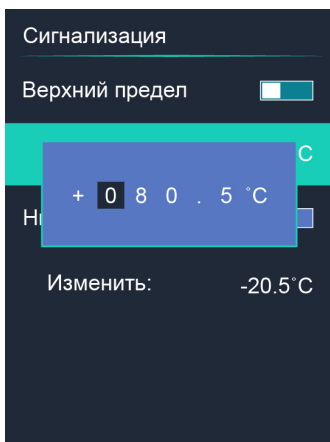 Сигнализация
Верхний предел
С
+ 0 8 0 . 5 °C
Изменить:
-20.5°C